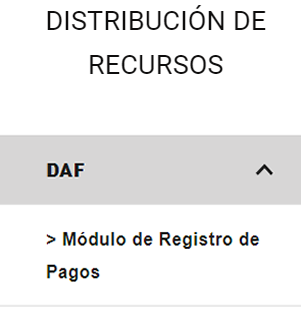 DISTRIBUCIÓN DE
RECURSOS
DAF
> Módulo de Registro de
Pagos